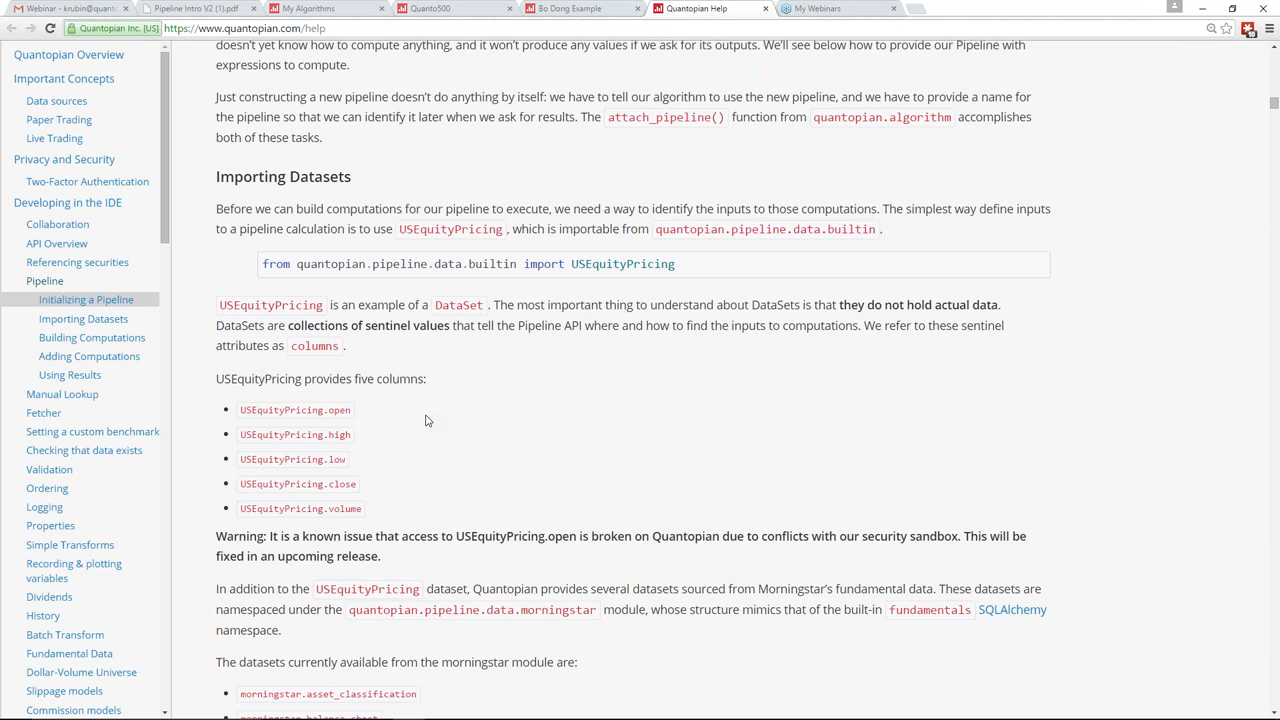 Webinar - krubin@quant
Pipeline Intro V2 (1).pdf
My Algorithms
Quanto500
Bo Dong Example
Quantopian Help
My Webinars
Quantopian Inc. [US]
https://www.quantopian.com/help
Quantopian Overview
Important Concepts
Data sources
Paper Trading
Live Trading
Privacy and Security
Two-Factor Authentication
Developing in the IDE
Collaboration
API Overview
Referencing securities
Pipeline
Initializing a Pipeline
Importing Datasets
Building Computations
Adding Computations
Using Results
Manual Lookup
Fetcher
Setting a custom benchmark
Checking that data exists
Validation
Ordering
Logging
Properties
Simple Transforms
Recording & plotting
variables
Dividends
History
Batch Transform
Fundamental Data
Dollar-Volume Universe
Slippage models
Commission models
doesn't yet know how to compute anything, and it won't produce any values if we ask for its outputs. We'll see below how to provide our Pipeline with
expressions to compute.
Just constructing a new pipeline doesn't do anything by itself: we have to tell our algorithm to use the new pipeline, and we have to provide a name for
the pipeline so that we can identify it later when we ask for results. The attach_pipeline() function from quantopian.algorithm accomplishes
both of these tasks.
Importing Datasets
Before we can build computations for our pipeline to execute, we need a way to identify the inputs to those computations. The simplest way define inputs
to a pipeline calculation is to use USEquityPricing, which is importable from quantopian.pipeline.data.builtin.
from quantopian.pipeline.data.builtin import USEquityPricing
USEquityPricing is an example of a DataSet. The most important thing to understand about DataSets is that they do not hold actual data.
DataSets are collections of sentinel values that tell the Pipeline API where and how to find the inputs to computations. We refer to these sentinel
attributes as columns.
USEquityPricing provides five columns:
• USEquityPricing.open
• USEquityPricing.high
• USEquityPricing.low
• USEquityPricing.close
• USEquityPricing.volume
Warning: It is a known issue that access to USEquityPricing.open is broken on Quantopian due to conflicts with our security sandbox. This will be
fixed in an upcoming release.
In addition to the USEquityPricing dataset, Quantopian provides several datasets sourced from Morningstar's fundamental data. These datasets are
namespaced under the quantopian.pipeline.data.morningstar module, whose structure mimics that of the built-in fundamentals SQLAlchemy
namespace.
The datasets currently available from the morningstar module are:
• morningstar.asset_classification
• morningstar.balance_sheet